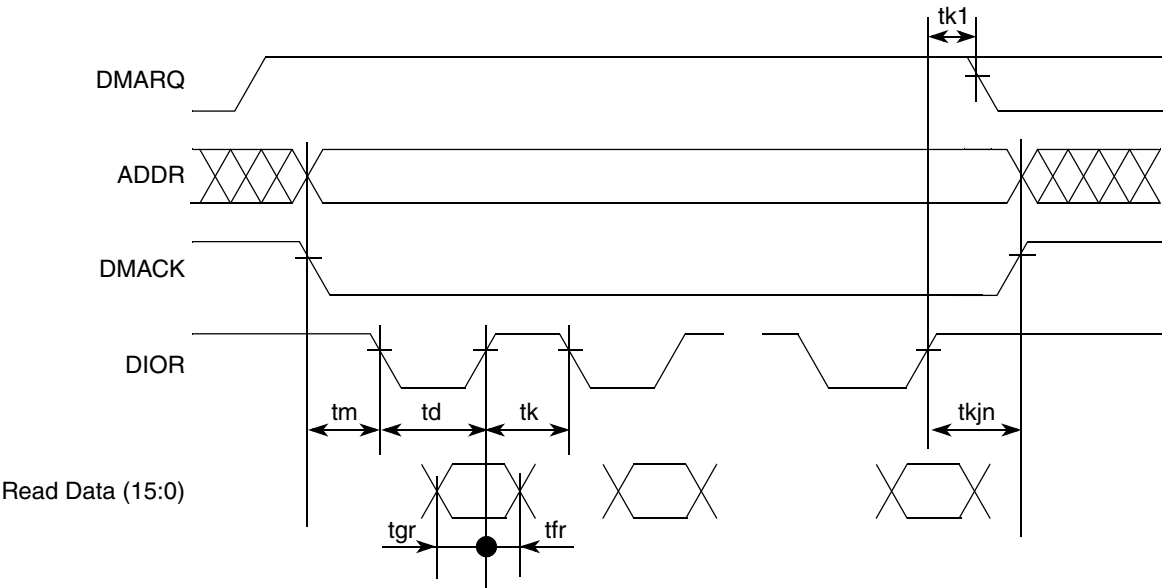 tk1
DMARQ
ADDR
DMACK
DIOR
tm td tk tkjn
Read Data (15:0)
tgr tfr